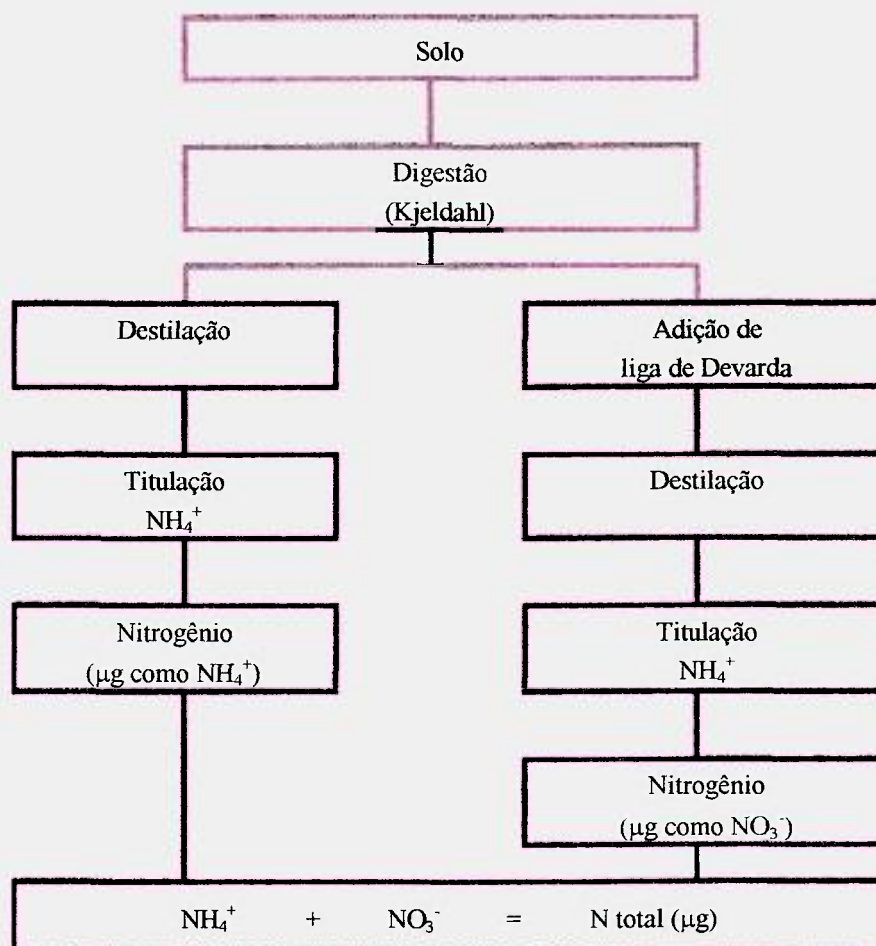 Solo
Digestão
(Kjeldahl)
Destilação
Adição de
liga de Devarda
Titulação
NH₄⁺
Destilação
Nitrogênio
(µg como NH₄⁺)
Titulação
NH₄⁺
Nitrogênio
(µg como NO₃⁻)
NH₄⁺ + NO₃⁻ = N total (µg)